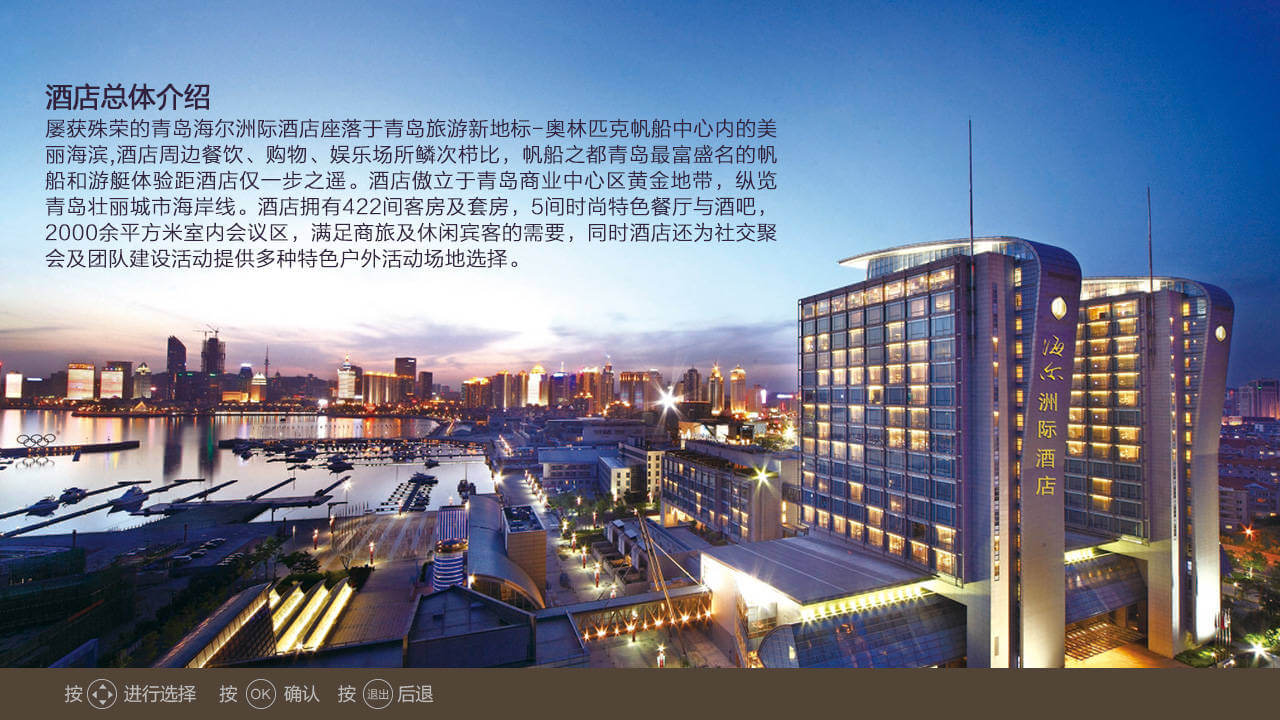 酒店总体介绍
屡获殊荣的青岛海尔洲际酒店座落于青岛旅游新地标-奥林匹克帆船中心内的美
丽海滨,酒店周边餐饮、购物、娱乐场所鳞次栉比，帆船之都青岛最富盛名的帆
船和游艇体验距酒店仅一步之遥。酒店傲立于青岛商业中心区黄金地带，纵览
青岛壮丽城市海岸线。酒店拥有422间客房及套房，5间时尚特色餐厅与酒吧，
2000余平方米室内会议区，满足商旅及休闲宾客的需要，同时酒店还为社交聚
会及团队建设活动提供多种特色户外活动场地选择。
海尔洲际酒店
按 进行选择 按 OK 确认 按 退出 后退